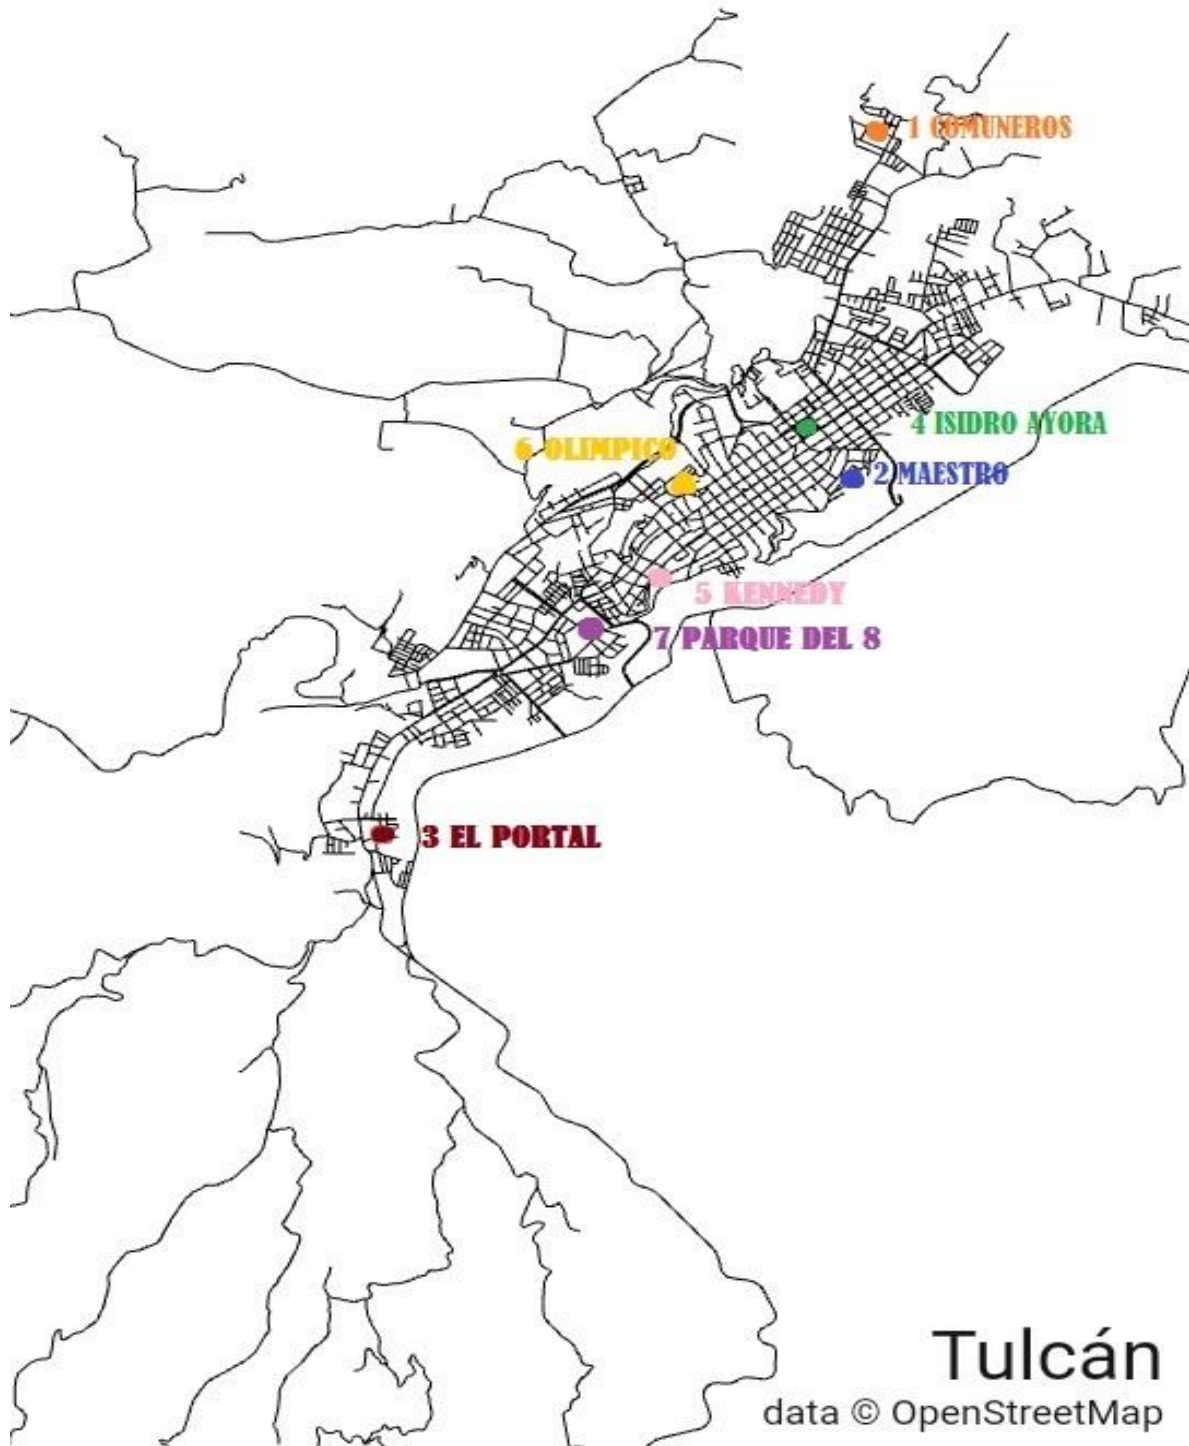 1 COMUNEROS
4 ISIDRO AYORA
6 OLIMPICO
2 MAESTRO
5 KENNEDY
7 PARQUE DEL 8
3 EL PORTAL
Tulcán
data © OpenStreetMap